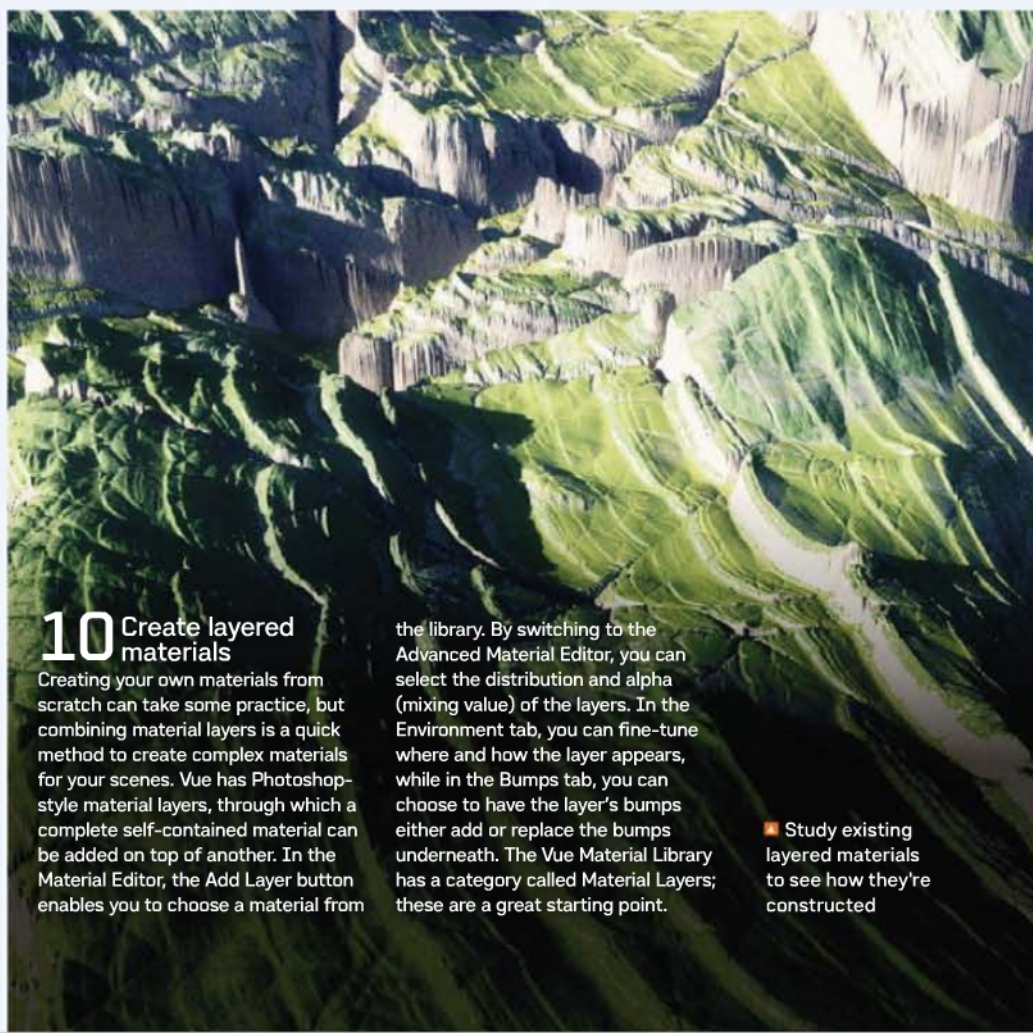 10 Create layered
materials
Creating your own materials from
scratch can take some practice, but
combining material layers is a quick
method to create complex materials
for your scenes. Vue has Photoshop-
style material layers, through which a
complete self-contained material can
be added on top of another. In the
Material Editor, the Add Layer button
enables you to choose a material from
the library. By switching to the
Advanced Material Editor, you can
select the distribution and alpha
(mixing value) of the layers. In the
Environment tab, you can fine-tune
where and how the layer appears,
while in the Bumps tab, you can
choose to have the layer's bumps
either add or replace the bumps
underneath. The Vue Material Library
has a category called Material Layers;
these are a great starting point.
Study existing
layered materials
to see how they're
constructed